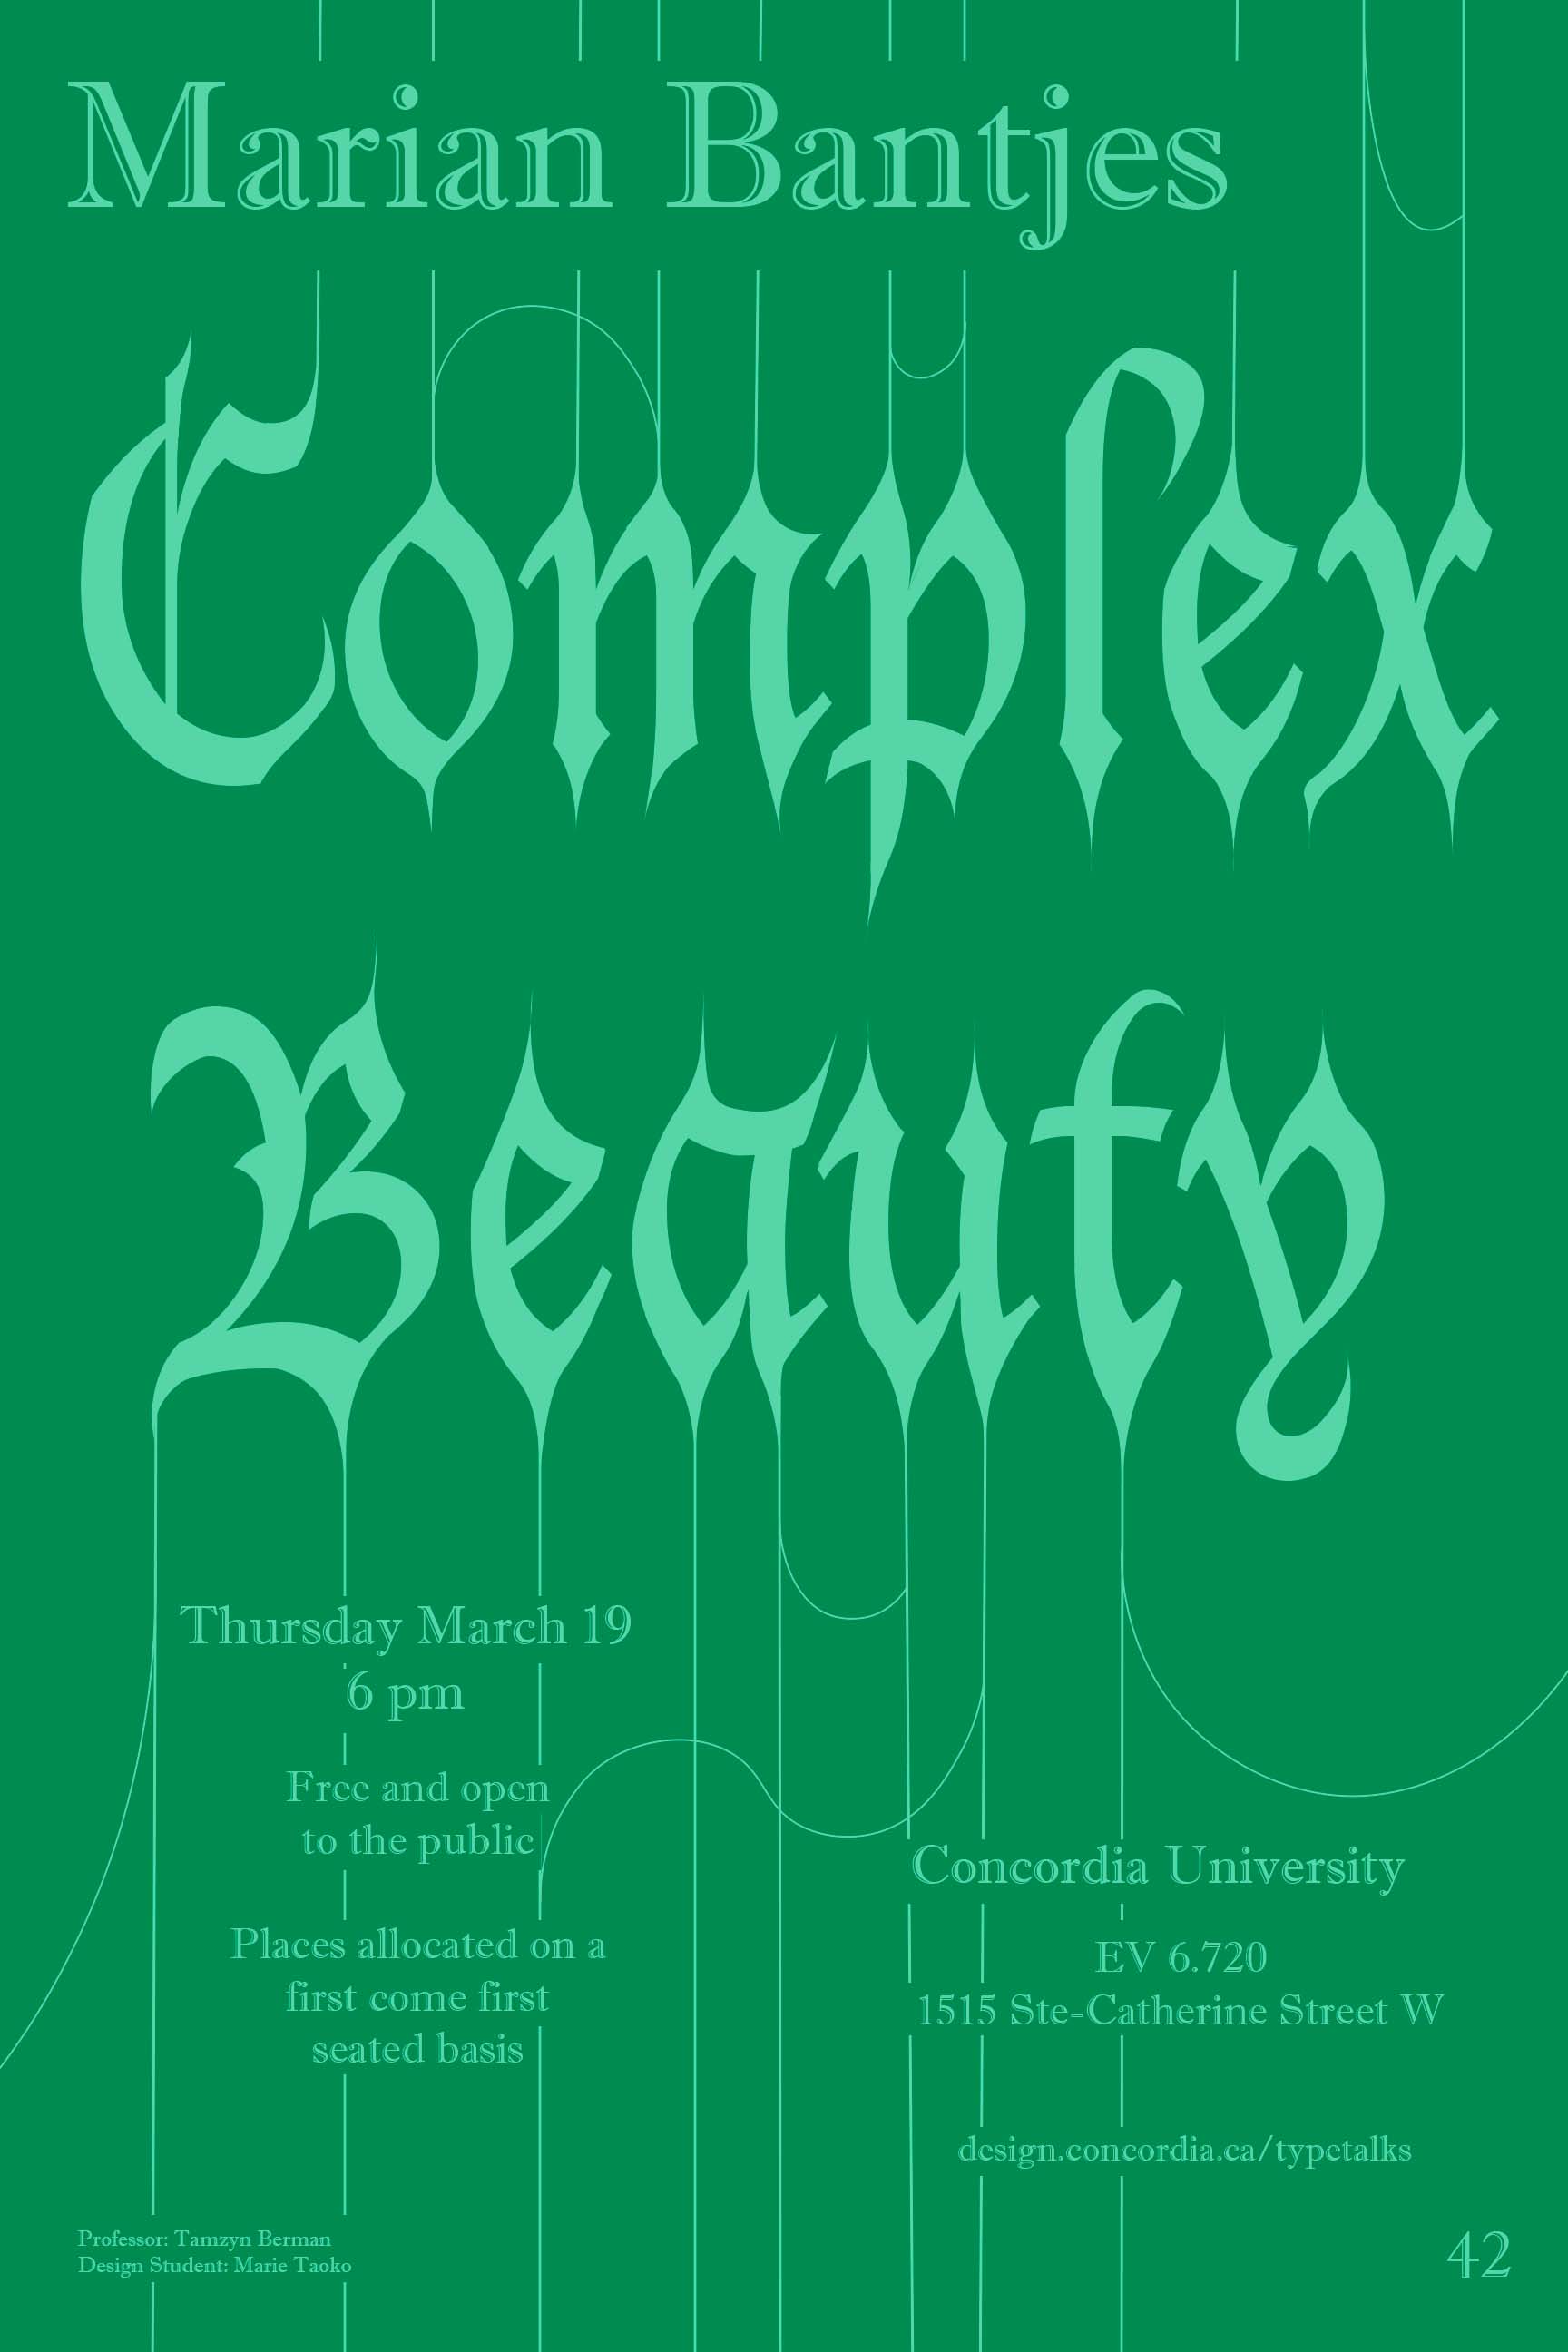 Marian Bantjes
Complex
Beauty
Thursday March 19
6 pm
Free and open
to the public
Places allocated on a
first come first
seated basis
Concordia University
EV 6.720
1515 Ste-Catherine Street W
design.concordia.ca/typetalks
Professor: Tamzyn Berman
Design Student: Marie Taoko
42